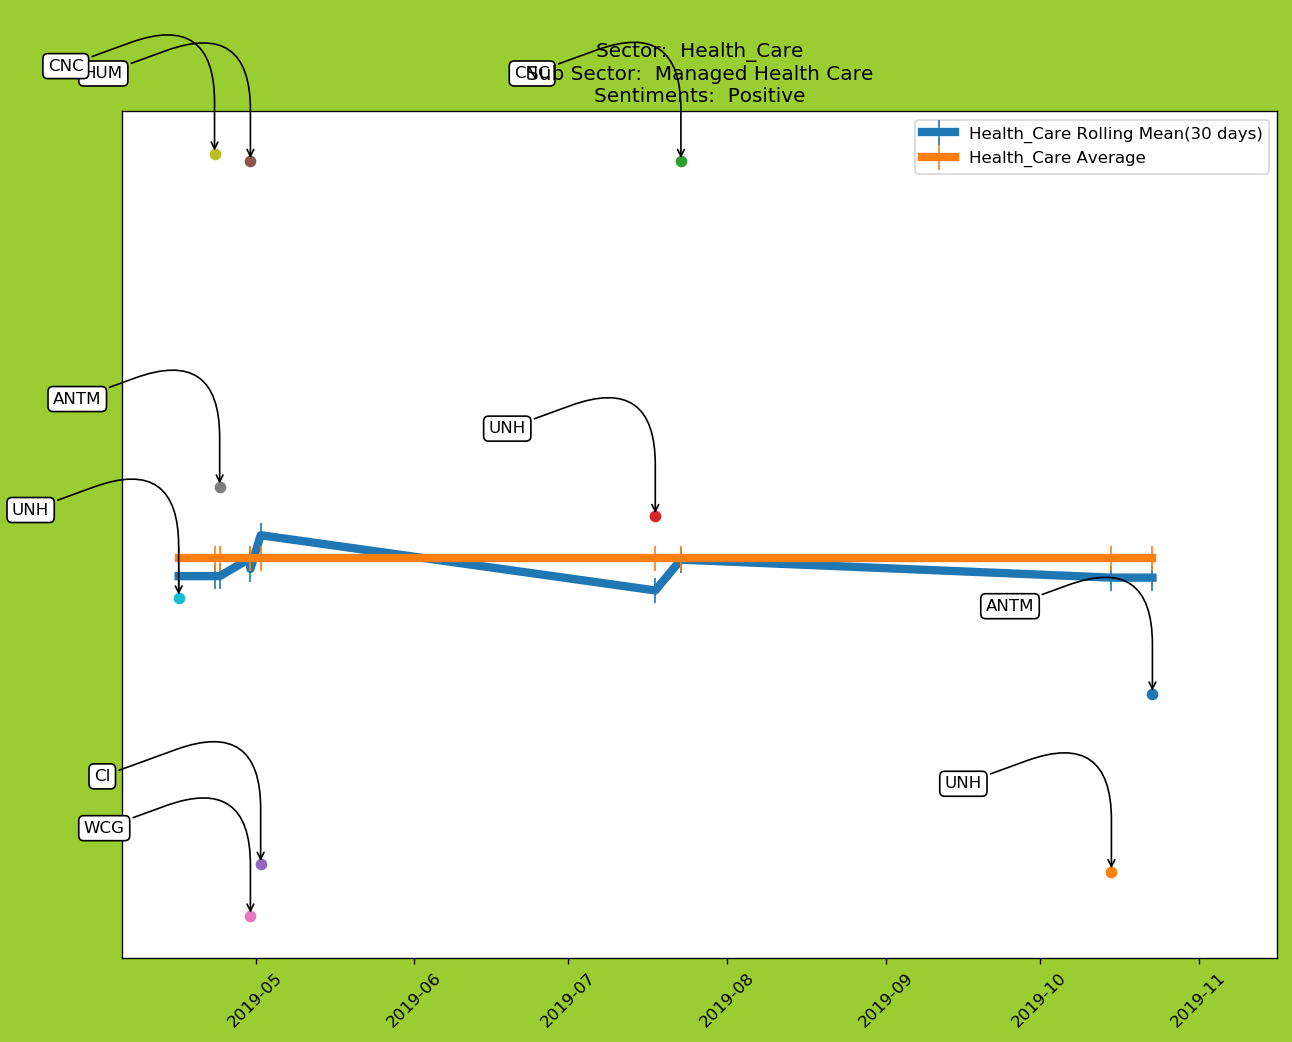 Sector:  Health_Care
Sub Sector:  Managed Health Care
Sentiments:  Positive
CNC
HUM
CNC
Health_Care Rolling Mean(30 days)
Health_Care Average
ANTM
UNH
UNH
ANTM
CI
UNH
WCG
2019-05
2019-06
2019-07
2019-08
2019-09
2019-10
2019-11